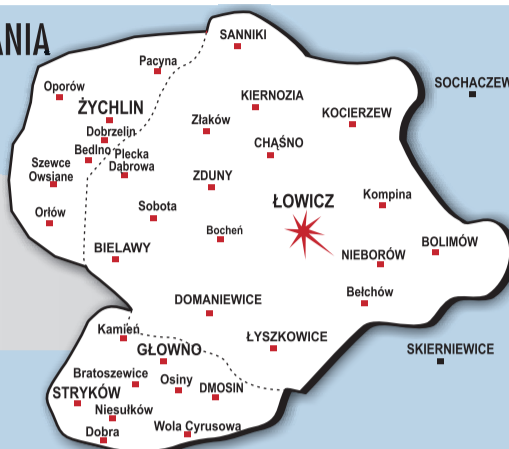 ANIA
SANNIKI
Pacyna
Oporów
SOCHACZEW
ŻYCHLIN
KIERNOZIA
KOCIERZEW
Złaków
Dobrzelin
CHĄŚNO
Bedlno
Plecka
Dąbrowa
Szewce
Owsiane
ZDUNY
Kompina
ŁOWICZ
Sobota
Orłów
Bocheń
BOLIMÓW
BIELAWY
NIEBORÓW
Bełchów
DOMANIEWICE
Kamień
ŁYSZKOWICE
GŁOWNO
SKIERNIEWICE
Bratoszewice
Osiny
DMOSIN
STRYKÓW
Niesułków
Dobra
Wola Cyrusowa